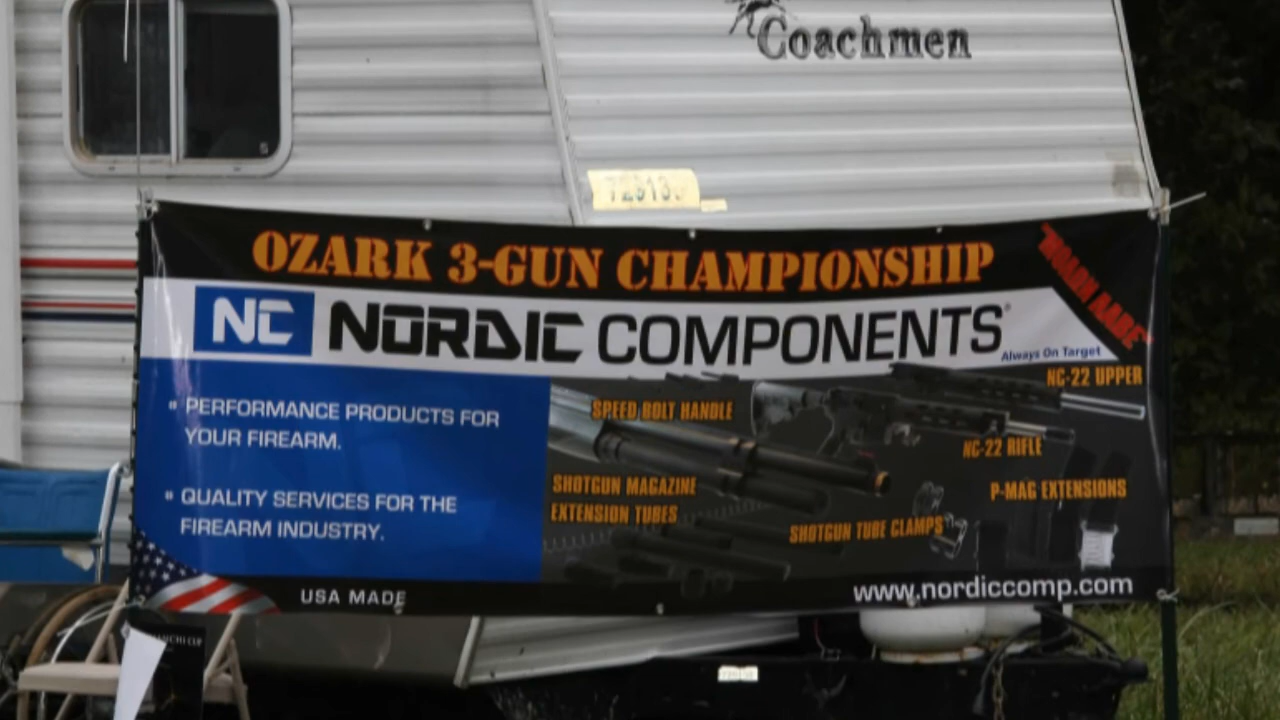 Coachmen
OZARK 3-GUN CHAMPIONSHIP
NC NORDIC COMPONENTS®
Always On Target
NC-22 UPPER
PERFORMANCE PRODUCTS FOR
YOUR FIREARM.
SPEED BOLT HANDLE
NC-22 RIFLE
QUALITY SERVICES FOR THE
FIREARM INDUSTRY.
SHOTGUN MAGAZINE
EXTENSION TUBES
P-MAG EXTENSIONS
SHOTGUN TUBE CLAMPS
USA MADE
www.nordiccomp.com